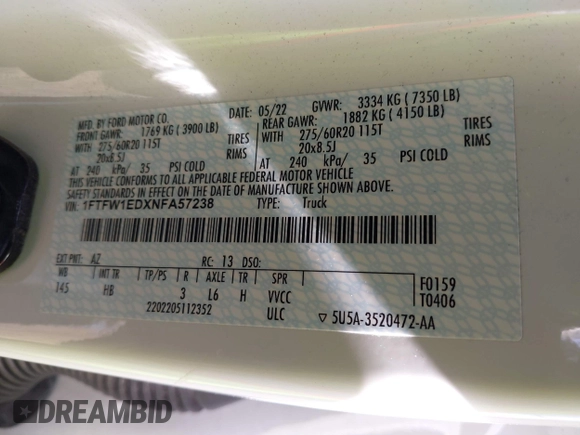 MFD. BY FORD MOTOR CO.
DATE: 05/22 GVWR: 3334 KG ( 7350 LB)
FRONT GAWR: 1769 KG ( 3900 LB)
REAR GAWR: 1882 KG ( 4150 LB)
WITH 275/60R20 115T TIRES
WITH 275/60R20 115T TIRES
20x8.5J RIMS
20x8.5J RIMS
AT 240 kPa/ 35 PSI COLD
AT 240 kPa/ 35 PSI COLD
THIS VEHICLE CONFORMS TO ALL APPLICABLE FEDERAL MOTOR VEHICLE
SAFETY STANDARDS IN EFFECT ON THE DATE OF MANUFACTURE SHOWN ABOVE.
VIN: 1FTFW1EDXNFA57238 TYPE: Truck
EXT PNT: AZ RC: 13 DSO:
WB INT TR TP/PS R AXLE TR SPR
145 HB 3 L6 H VVCC
F0159
T0406
2202205112352 ULC
▽ 5U5A-3520472-AA
DREAMBID